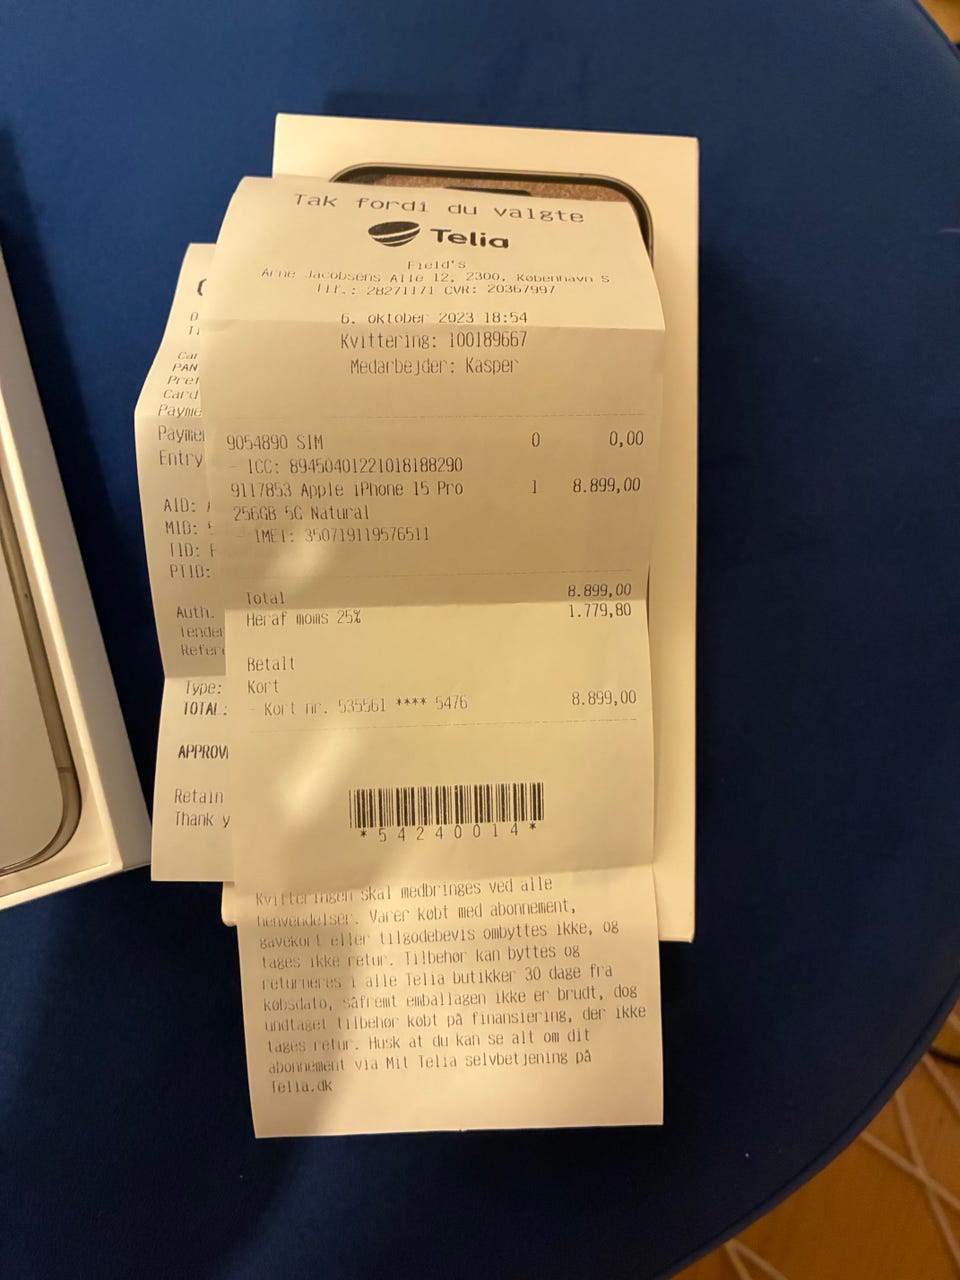 Tak fordi du valgte
Telia
Field's
Arne Jacobsens Alle 12, 2300, København S
Tlf.: 28271171 CVR: 20367997
6. oktober 2023 18:54
Kvittering: 100189667
Medarbejder: Kasper
9054890 SIM 0 0,00
- ICC: 89450401221018188290
9117853 Apple iPhone 15 Pro 1 8.899,00
256GB 5G Natural
- IMEI: 350719119576511
Total 8.899,00
Heraf moms 25% 1.779,80
Betalt
Kort
- Kort nr. 535561 **** 5476 8.899,00
*54240014*
Kvitteringen skal medbringes ved alle
henvendelser. Varer købt med abonnement,
gavekort eller tilgodebevis ombyttes ikke, og
tages ikke retur. Tilbehør kan byttes og
returneres i alle Telia butikker 30 dage fra
købsdato, såfremt emballagen ikke er brudt, dog
undtaget tilbehør købt på finansiering, der ikke
tages retur. Husk at du kan se alt om dit
abonnement via Mit Telia selvbetjening på
Telia.dk
PAN
Card
Entry
AID:
MID:
TID:
PTID:
Auth.
Type:
TOTAL:
APPROV
Retain
Thank y